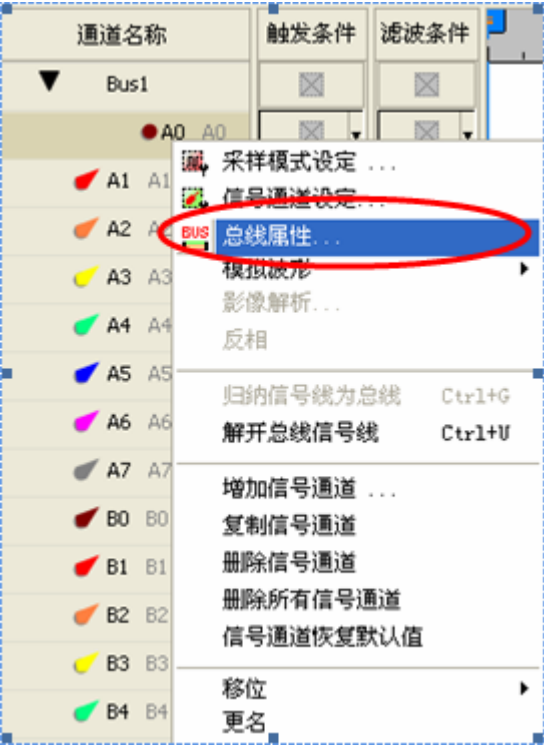 通道名称 触发条件 滤波条件
Bus1
A0 A0
A1 A1
A2
A3 A3
A4 A4
A5 A5
A6 A6
A7 A7
B0 B0
B1 B1
B2 B2
B3 B3
B4 B4
采样模式设定 ...
信号通道设定...
BUS 总线属性...
模拟波形
影像解析...
反相
归纳信号线为总线 Ctrl+G
解开总线信号线 Ctrl+U
增加信号通道 ...
复制信号通道
删除信号通道
删除所有信号通道
信号通道恢复默认值
移位
更名